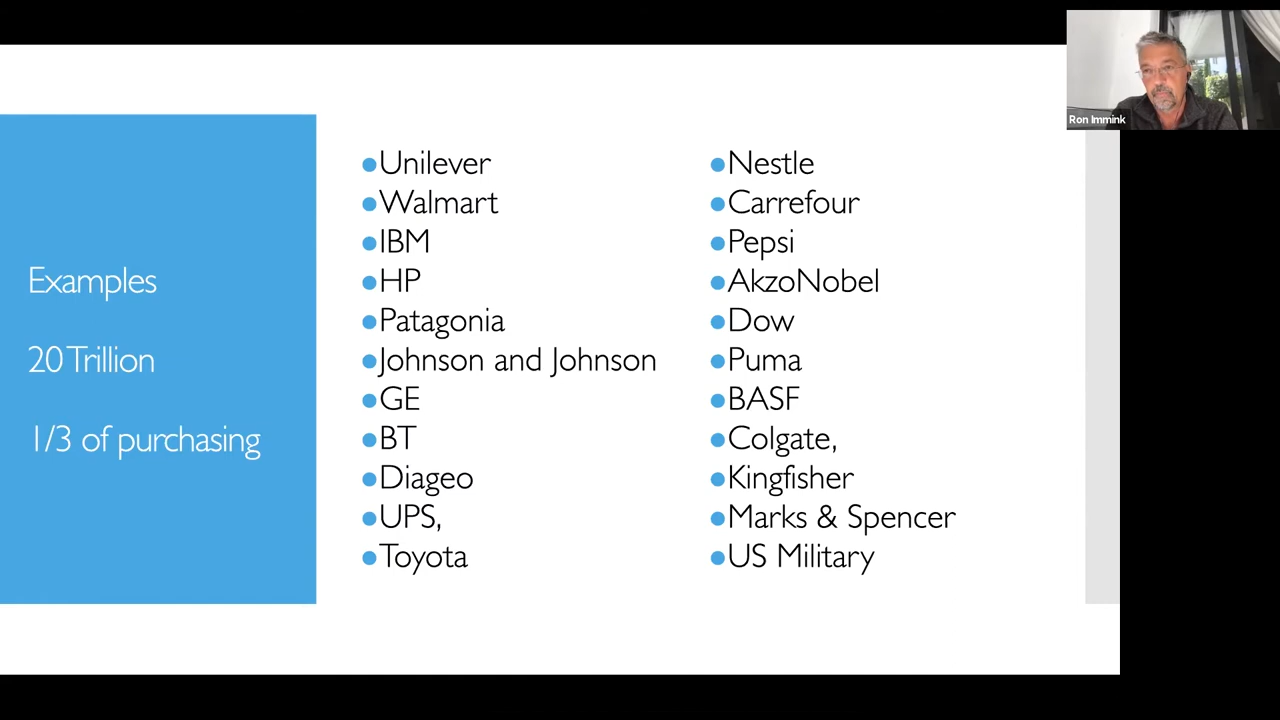 Ron Immink
Examples
20 Trillion
1/3 of purchasing
•Unilever
•Walmart
•IBM
•HP
•Patagonia
•Johnson and Johnson
•GE
•BT
•Diageo
•UPS,
•Toyota
•Nestle
•Carrefour
•Pepsi
•AkzoNobel
•Dow
•Puma
•BASF
•Colgate,
•Kingfisher
•Marks & Spencer
•US Military